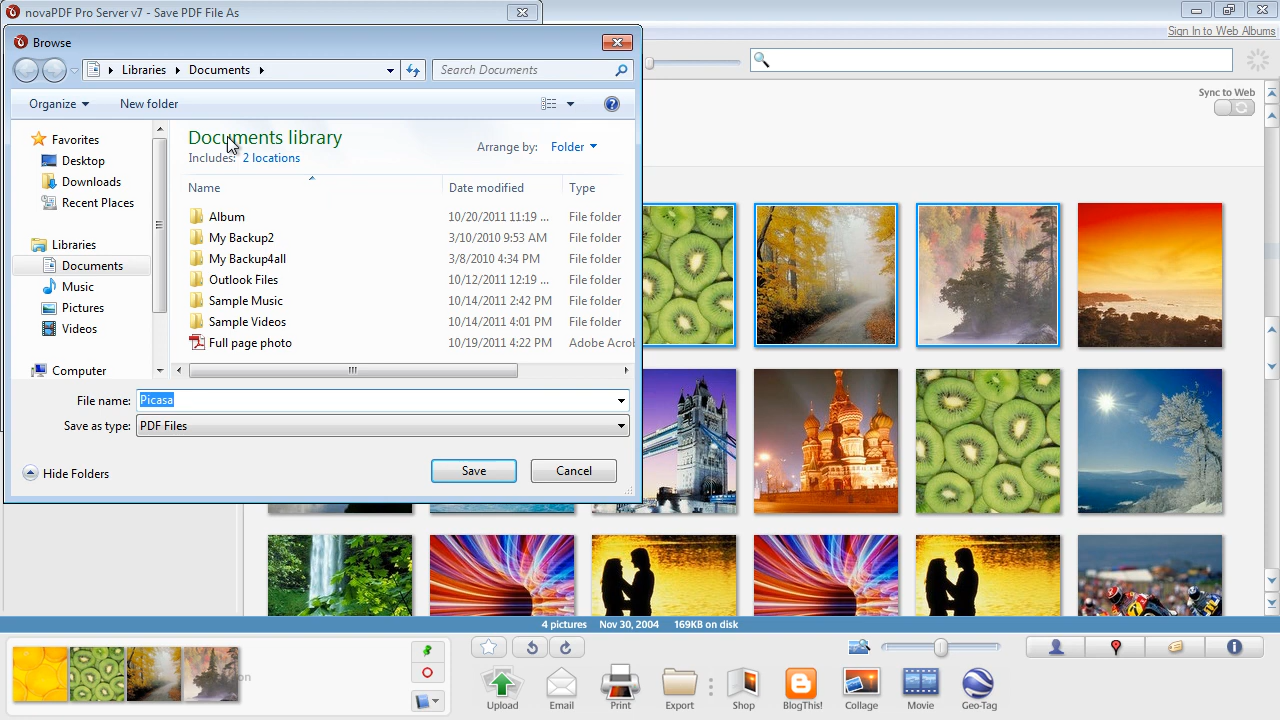 novaPDF Pro Server v7 - Save PDF File As
Browse
Sign In to Web Albums
Libraries
Documents
Search Documents
Organize
New folder
Sync to Web
Favorites
Desktop
Downloads
Recent Places
Libraries
Documents
Music
Pictures
Videos
Computer
Documents library
Includes: 2 locations
Arrange by: Folder
Name Date modified Type
Album 10/20/2011 11:19 ... File folder
My Backup2 3/10/2010 9:53 AM File folder
My Backup4all 3/8/2010 4:34 PM File folder
Outlook Files 10/12/2011 12:19 ... File folder
Sample Music 10/14/2011 2:42 PM File folder
Sample Videos 10/14/2011 4:01 PM File folder
Full page photo 10/19/2011 4:22 PM Adobe Acrob
File name: Picasa
Save as type: PDF Files
Hide Folders
Save
Cancel
4 pictures Nov 30, 2004 169KB on disk
Upload
Email
Print
Export
Shop
BlogThis!
Collage
Movie
Geo-Tag